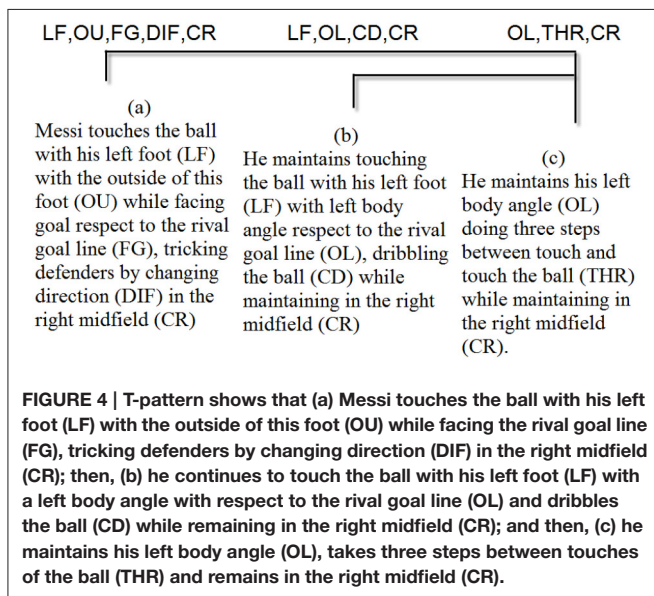 LF,OU,FG,DIF,CR LF,OL,CD,CR OL,THR,CR
(a)
Messi touches the ball
with his left foot (LF)
with the outside of this
foot (OU) while facing
goal respect to the rival
goal line (FG), tricking
defenders by changing
direction (DIF) in the
right midfield (CR)
(b)
He maintains touching
the ball with his left foot
(LF) with left body
angle respect to the rival
goal line (OL), dribbling
the ball (CD) while
maintaining in the right
midfield (CR)
(c)
He maintains his left
body angle (OL)
doing three steps
between touch and
touch the ball (THR)
while maintaining in
the right midfield
(CR).
FIGURE 4 | T-pattern shows that (a) Messi touches the ball with his left
foot (LF) with the outside of this foot (OU) while facing the rival goal line
(FG), tricking defenders by changing direction (DIF) in the right midfield
(CR); then, (b) he continues to touch the ball with his left foot (LF) with
a left body angle with respect to the rival goal line (OL) and dribbles
the ball (CD) while remaining in the right midfield (CR); and then, (c) he
maintains his left body angle (OL), takes three steps between touches
of the ball (THR) and remains in the right midfield (CR).